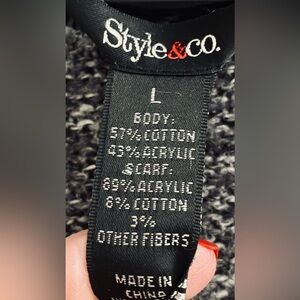 Style&co.
L
BODY:
57% COTTON
43% ACRYLIC
SCARF:
89% ACRYLIC
8% COTTON
3%
OTHER FIBERS
MADE IN
CHINA